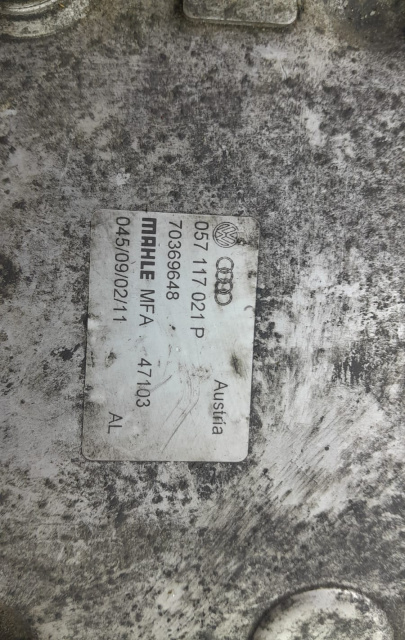 Austria
057 117 021 P
70369648
MAHLE MFA 47103
045/09/02/11 AL